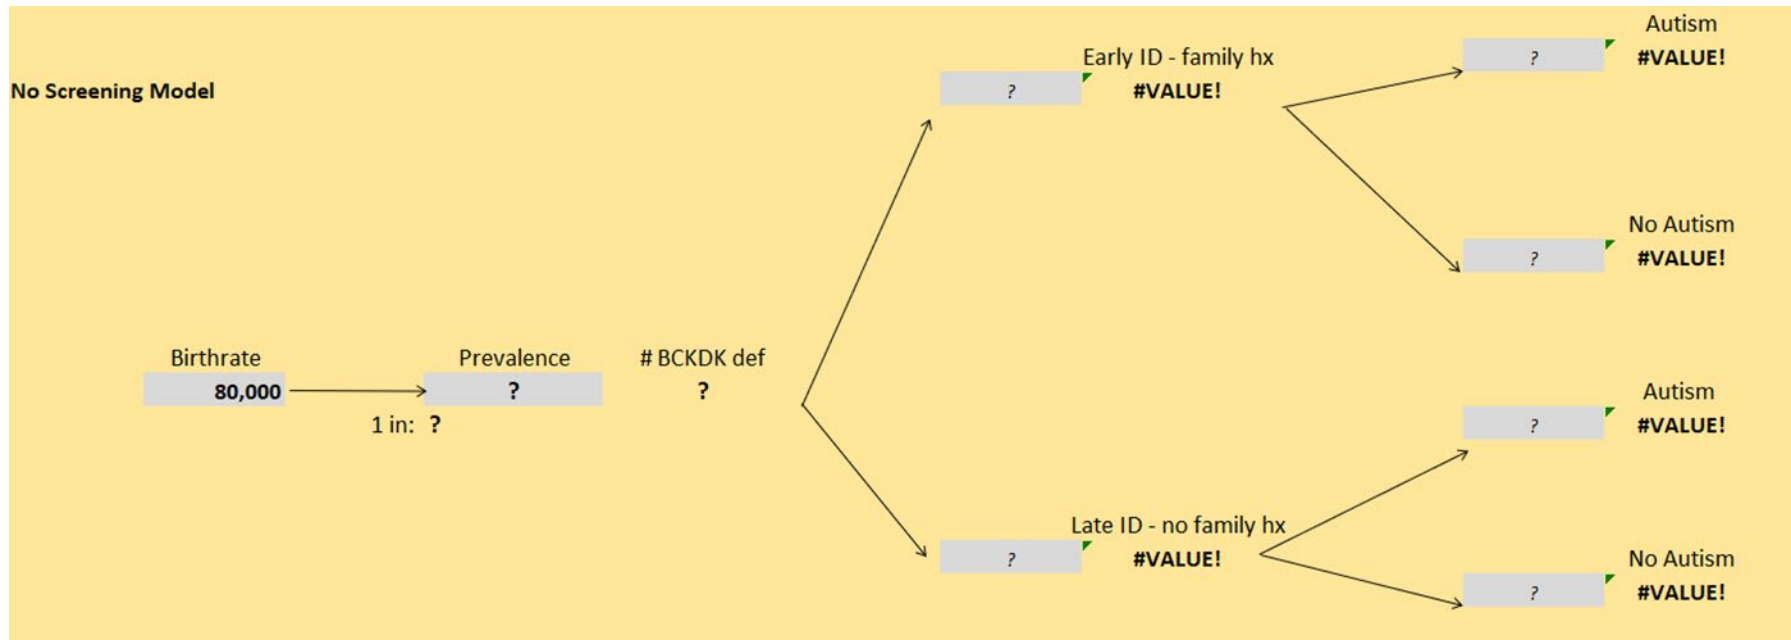 Autism
? #VALUE!
Early ID - family hx
No Screening Model
? #VALUE!
No Autism
? #VALUE!
Birthrate Prevalence # BCKDK def
80,000 ? ?
1 in: ?
Autism
? #VALUE!
Late ID - no family hx
? #VALUE!
No Autism
? #VALUE!